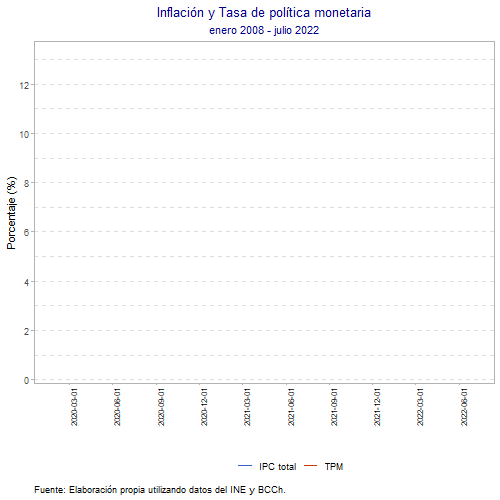 Inflación y Tasa de política monetaria
enero 2008 - julio 2022
Porcentaje (%)
12
10
8
6
4
2
0
2020-03-01
2020-06-01
2020-09-01
2020-12-01
2021-03-01
2021-06-01
2021-09-01
2021-12-01
2022-03-01
2022-06-01
IPC total
TPM
Fuente: Elaboración propia utilizando datos del INE y BCCh.